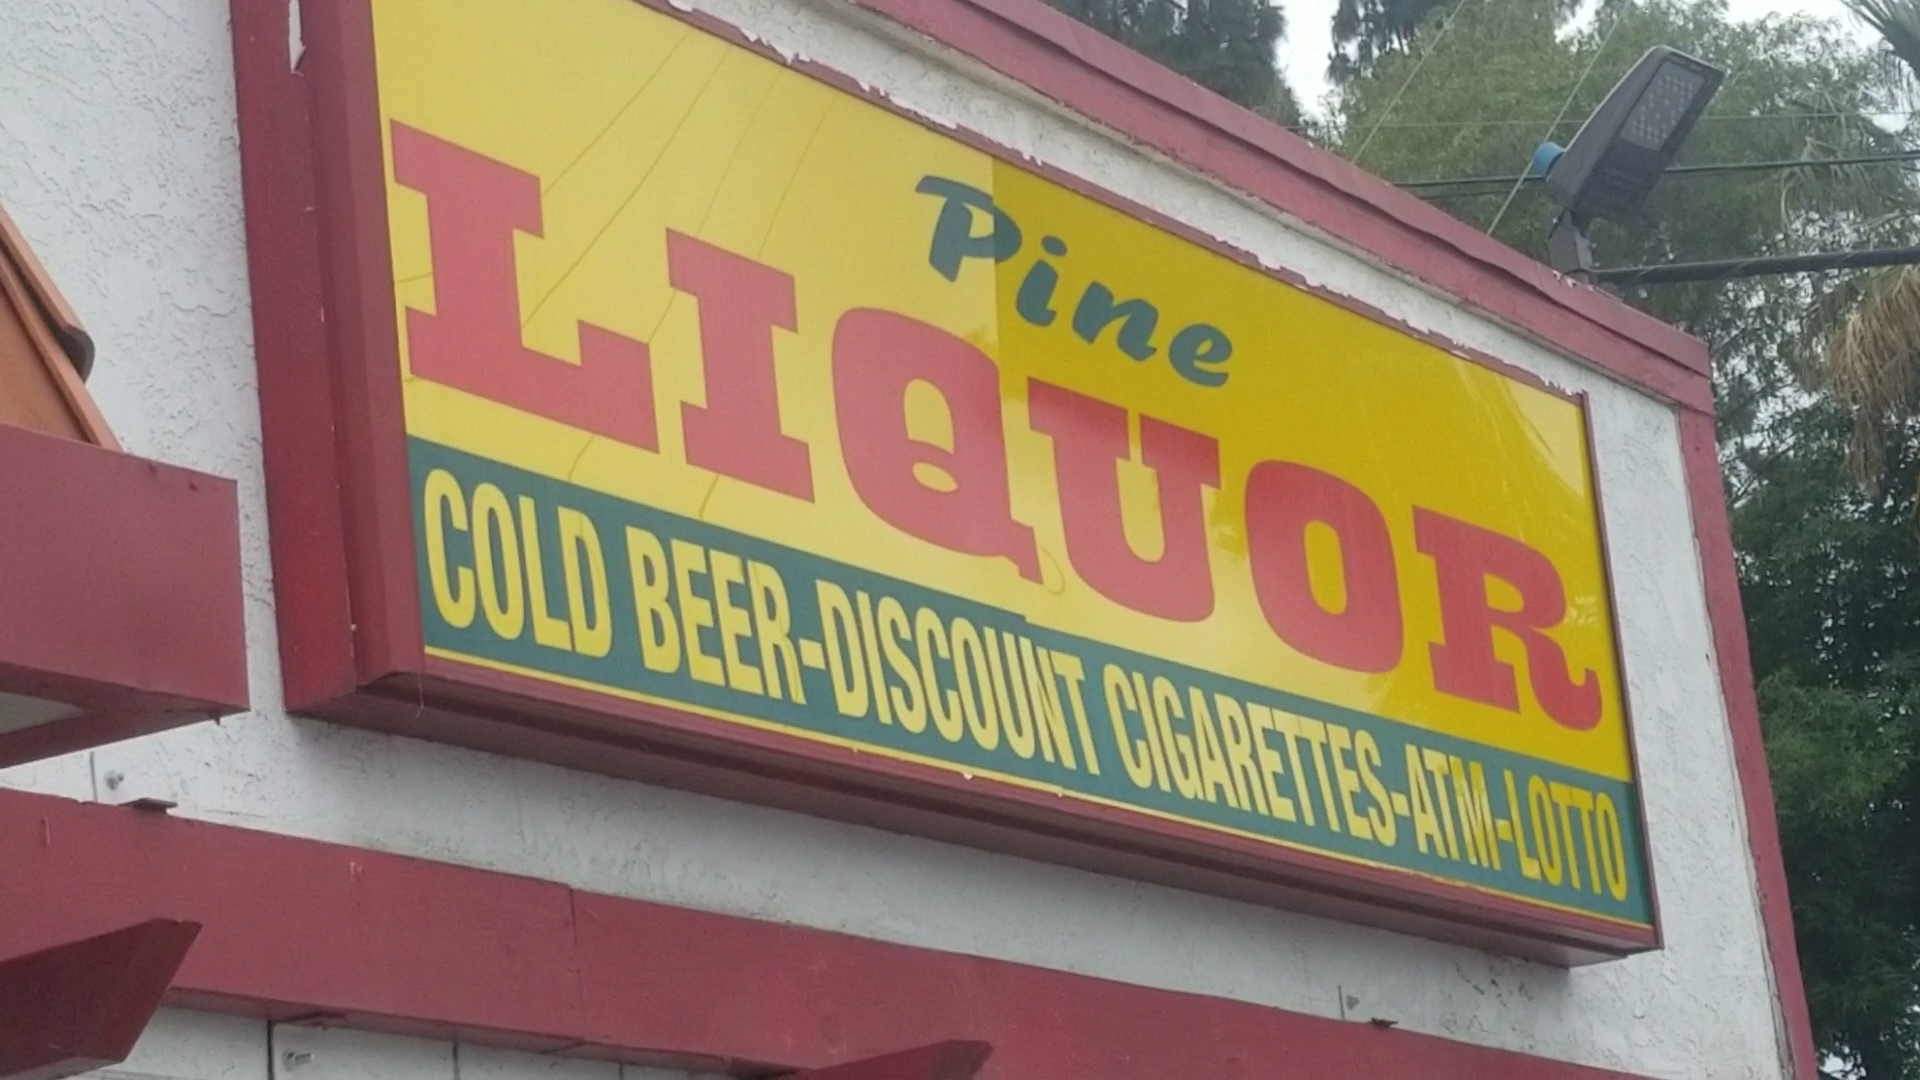 Pine
LIQUOR
COLD BEER-DISCOUNT CIGARETTES-ATM-LOTTO